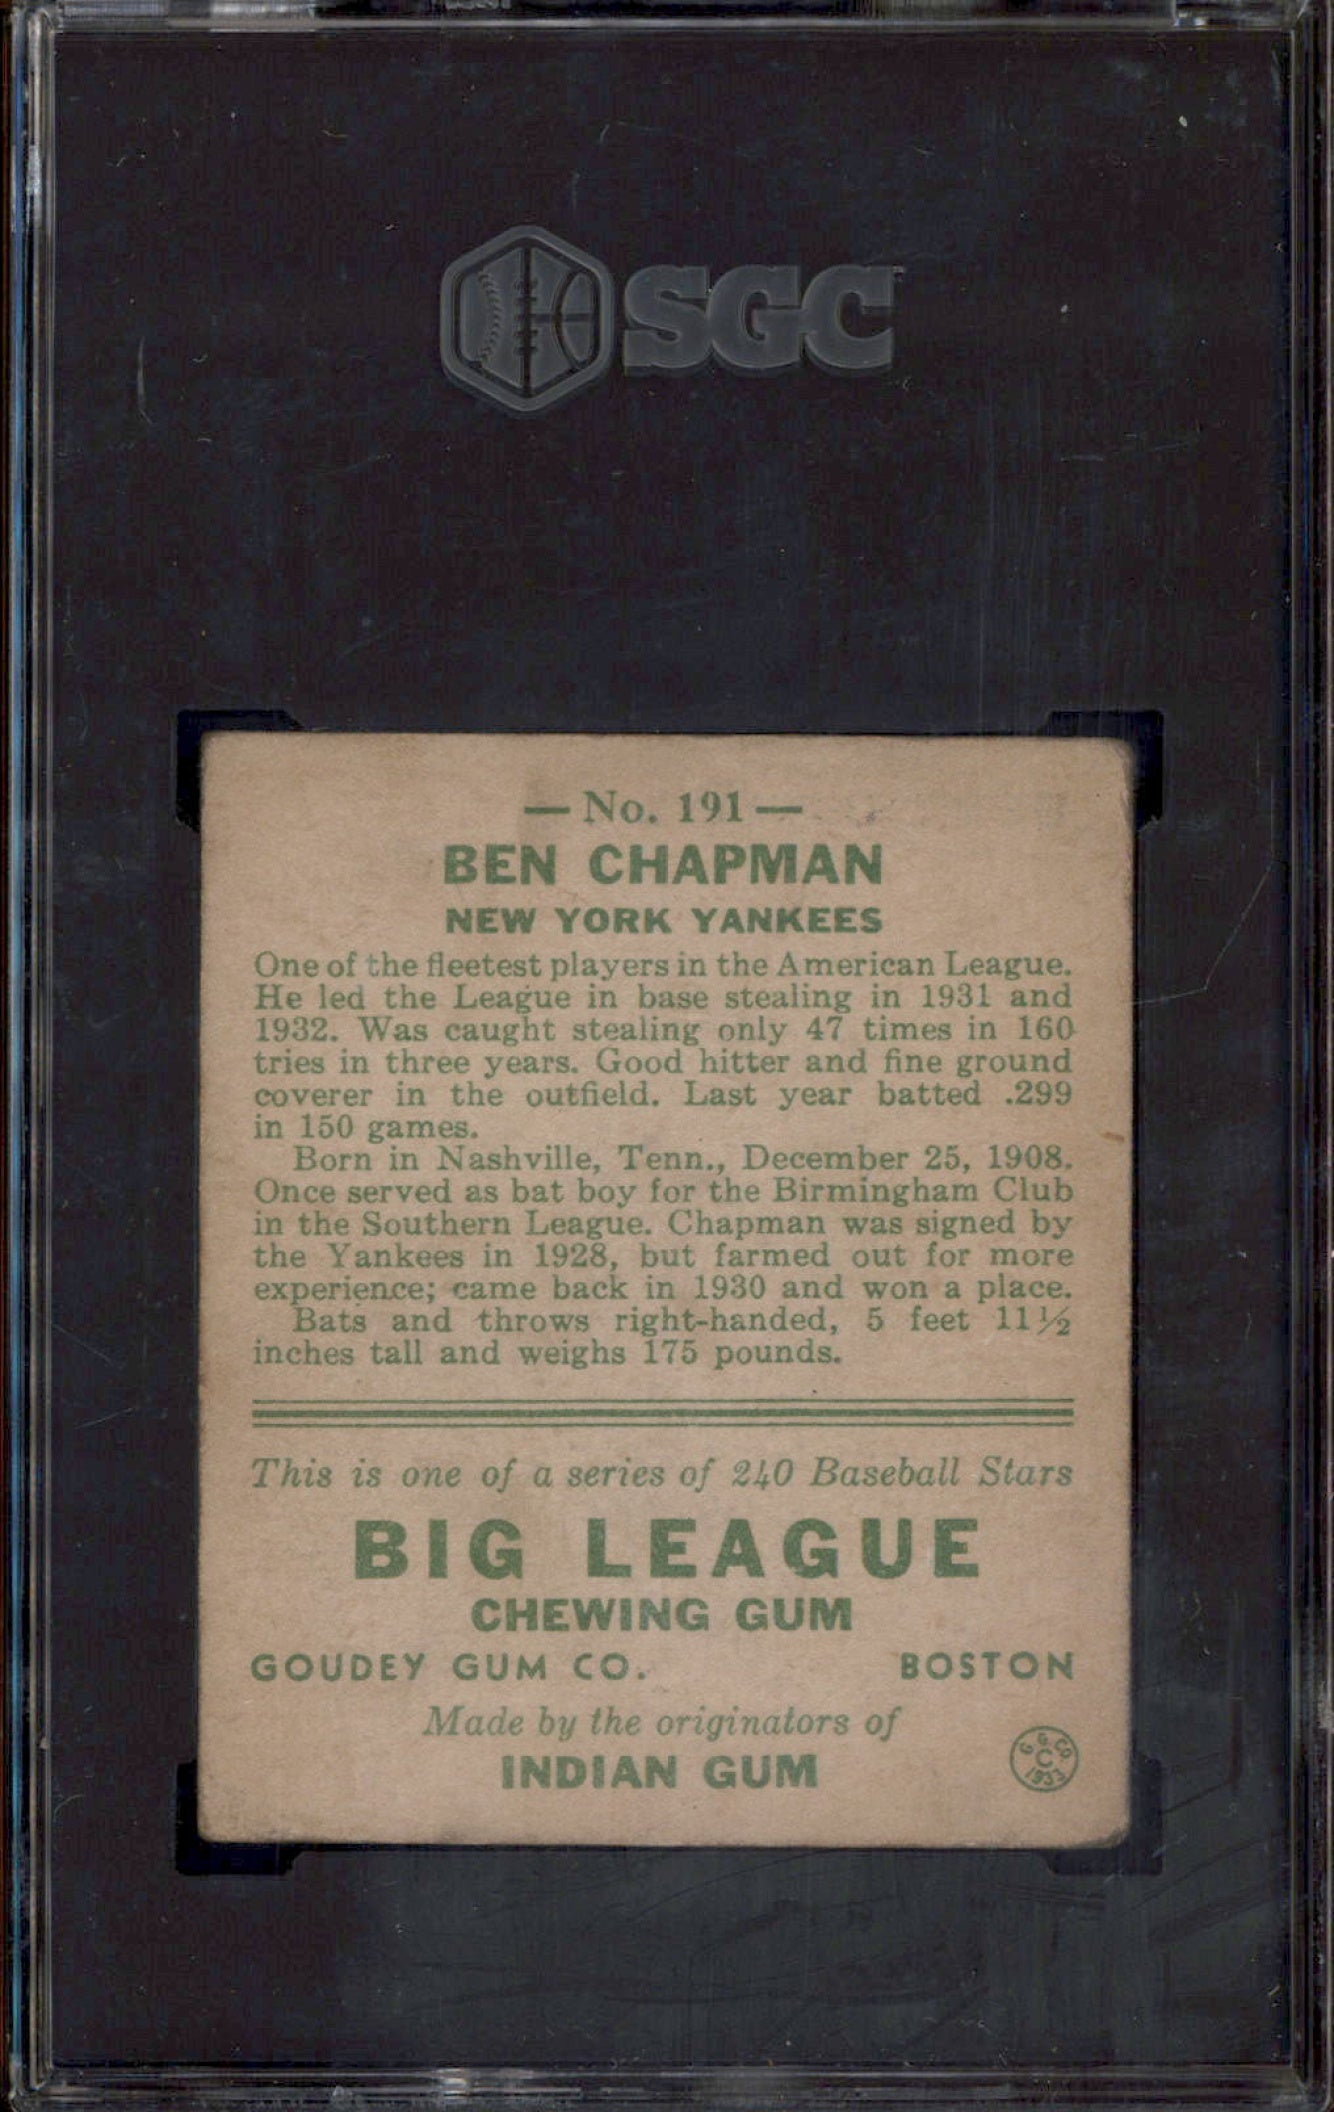 SGC
— No. 191 —
BEN CHAPMAN
NEW YORK YANKEES
One of the fleetest players in the American League.
He led the League in base stealing in 1931 and
1932. Was caught stealing only 47 times in 160
tries in three years. Good hitter and fine ground
coverer in the outfield. Last year batted .299
in 150 games.
Born in Nashville, Tenn., December 25, 1908.
Once served as bat boy for the Birmingham Club
in the Southern League. Chapman was signed by
the Yankees in 1928, but farmed out for more
experience; came back in 1930 and won a place.
Bats and throws right-handed, 5 feet 11½
inches tall and weighs 175 pounds.
This is one of a series of 240 Baseball Stars
BIG LEAGUE
CHEWING GUM
GOUDEY GUM CO. BOSTON
Made by the originators of
INDIAN GUM
G. G. CO.
C
1933